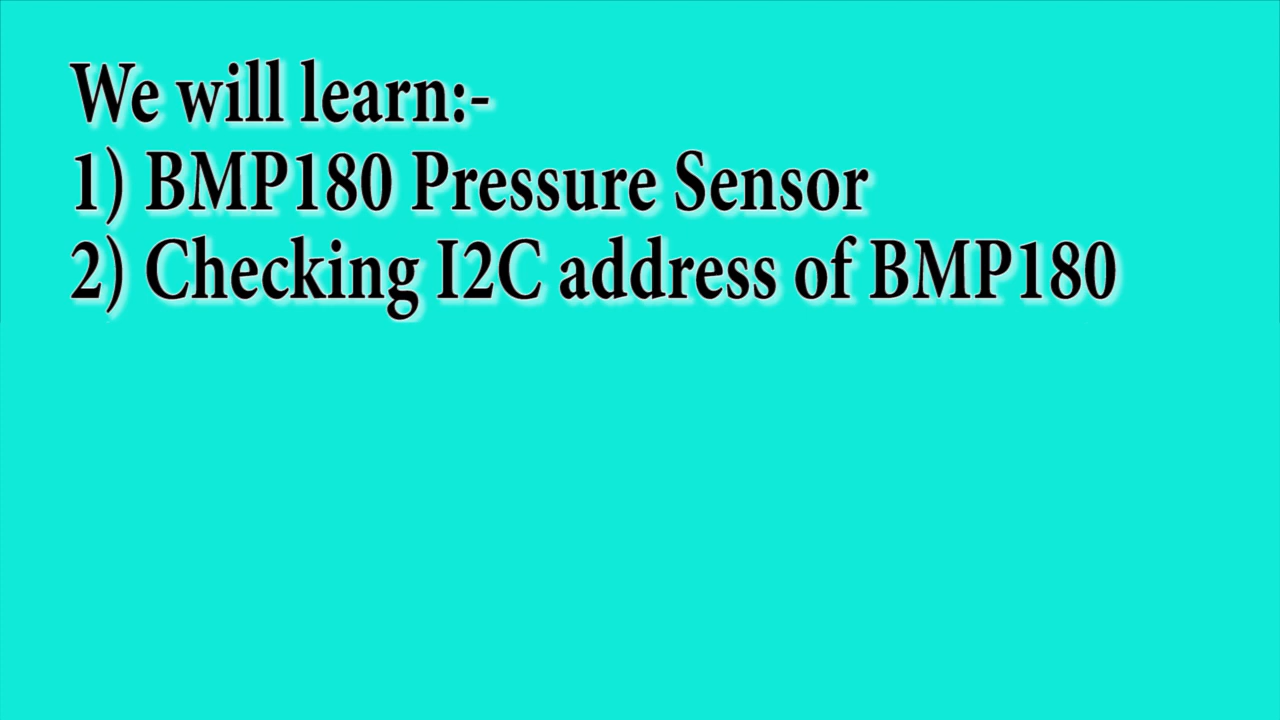 We will learn:-
1) BMP180 Pressure Sensor
2) Checking I2C address of BMP180